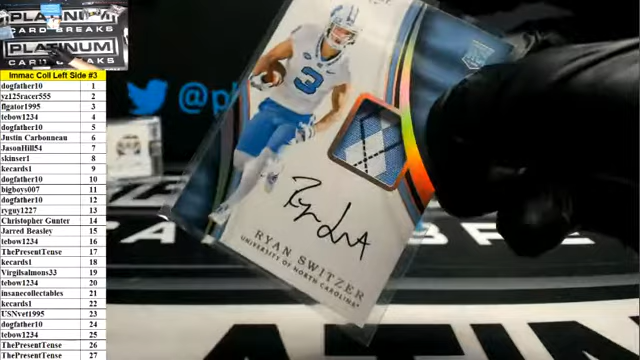 PLATINUM
CARD BREAKS
PLATINUM
CARD BREAKS
Immac Coll Left Side #3
dogfather10 1
yz125racer555 2
flgator1995 3
tebow1234 4
dogfather10 5
Justin Carbonneau 6
JasonHill54 7
skinser1 8
kecards1 9
dogfather10 10
bigboys007 11
dogfather10 12
ryguy1227 13
Christopher Gunter 14
Jarred Beasley 15
tebow1234 16
ThePresentTense 17
kecards1 18
Virgilsalmons33 19
tebow1234 20
insanecollectables 21
kecards1 22
USNvet1995 23
dogfather10 24
tebow1234 25
ThePresentTense 26
ThePresentTense 27
@pl
3
RYAN SWITZER
UNIVERSITY OF NORTH CAROLINA